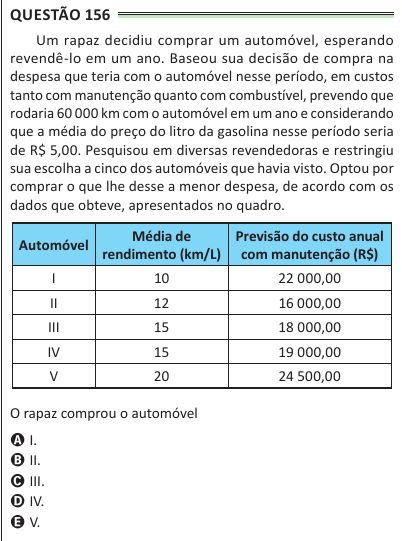 QUESTÃO 156
Um rapaz decidiu comprar um automóvel, esperando
revendê-lo em um ano. Baseou sua decisão de compra na
despesa que teria com o automóvel nesse período, em custos
tanto com manutenção quanto com combustível, prevendo que
rodaria 60 000 km com o automóvel em um ano e considerando
que a média do preço do litro da gasolina nesse período seria
de R$ 5,00. Pesquisou em diversas revendedoras e restringiu
sua escolha a cinco dos automóveis que havia visto. Optou por
comprar o que lhe desse a menor despesa, de acordo com os
dados que obteve, apresentados no quadro.
Automóvel Média de rendimento (km/L) Previsão do custo anual com manutenção (R$)
I 10 22 000,00
II 12 16 000,00
III 15 18 000,00
IV 15 19 000,00
V 20 24 500,00
O rapaz comprou o automóvel
A I.
B II.
C III.
D IV.
E V.